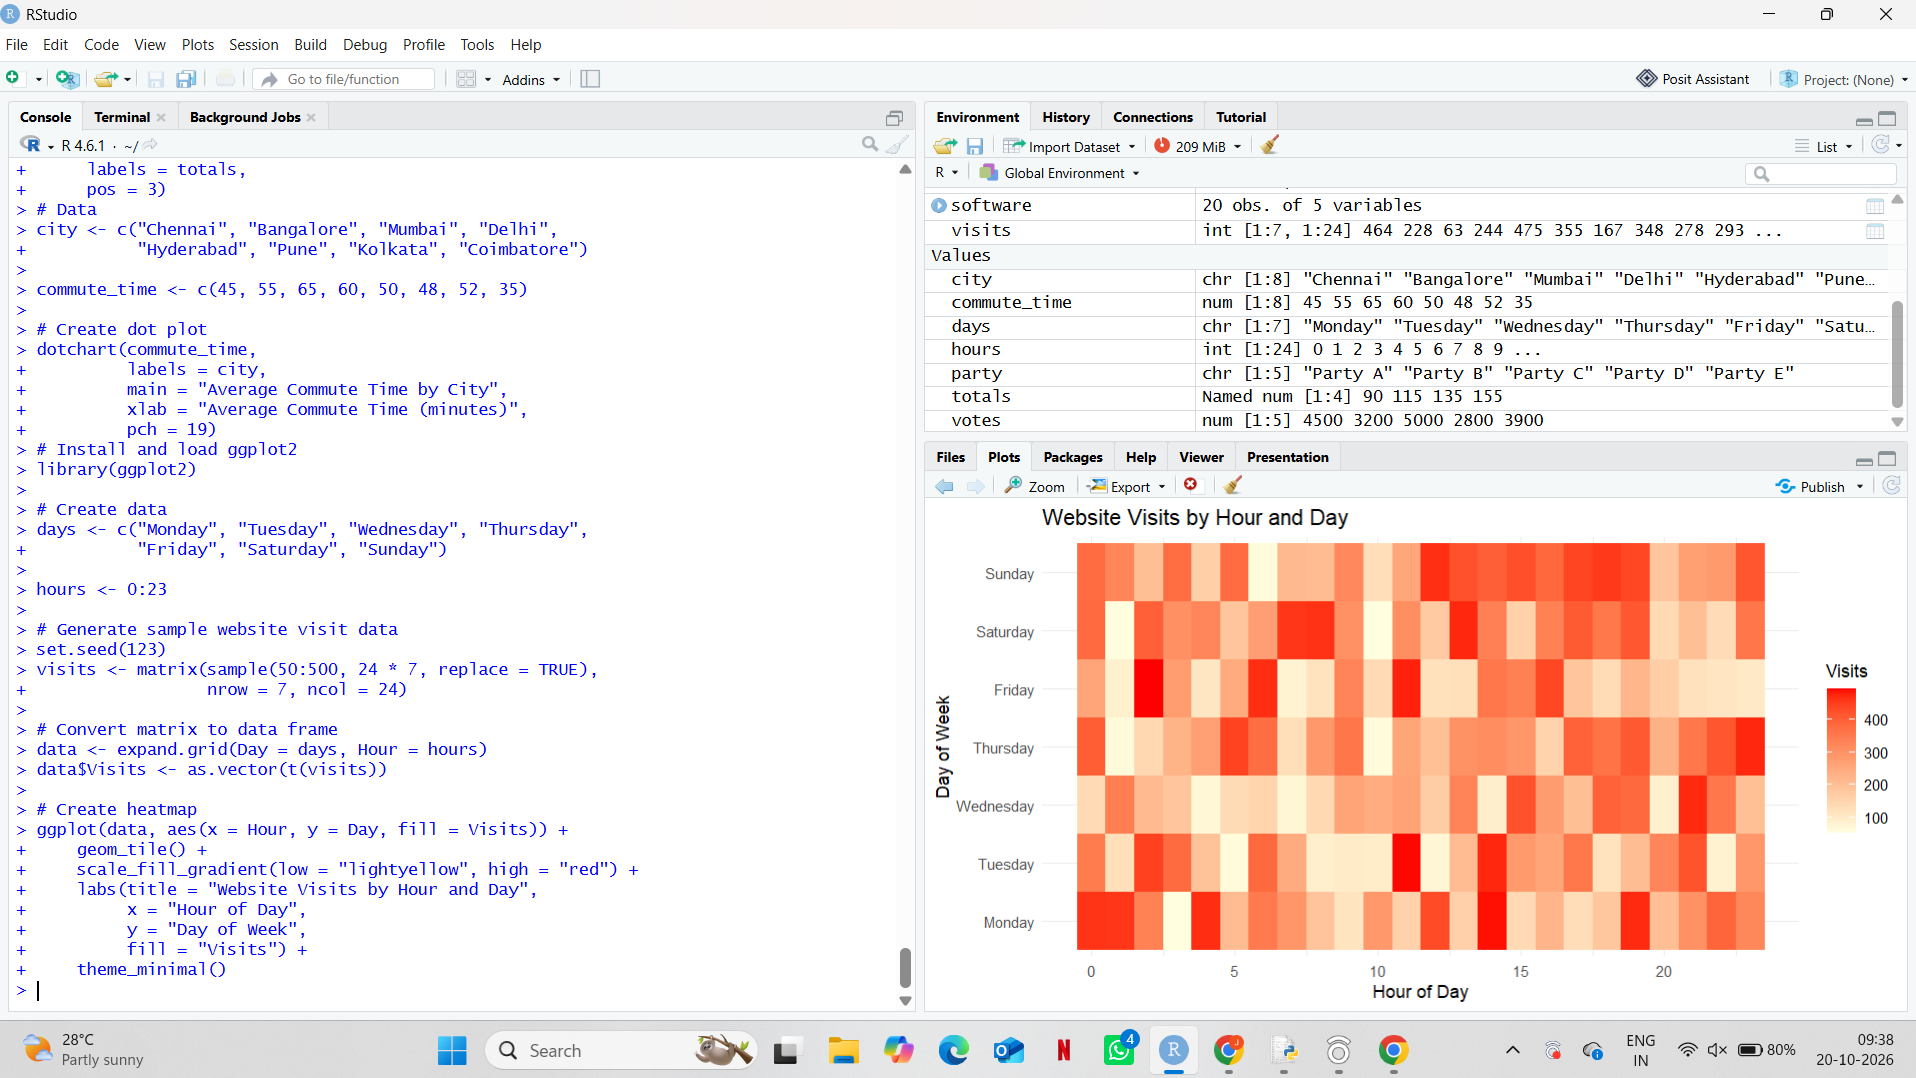 RStudio
File Edit Code View Plots Session Build Debug Profile Tools Help
Go to file/function
Addins
Posit Assistant
Project: (None)
Console Terminal Background Jobs
R 4.6.1 · ~/
+ labels = totals,
+ pos = 3)
> # Data
> city <- c("Chennai", "Bangalore", "Mumbai", "Delhi",
+ "Hyderabad", "Pune", "Kolkata", "Coimbatore")
>
> commute_time <- c(45, 55, 65, 60, 50, 48, 52, 35)
>
> # Create dot plot
> dotchart(commute_time,
+ labels = city,
+ main = "Average Commute Time by City",
+ xlab = "Average Commute Time (minutes)",
+ pch = 19)
> # Install and load ggplot2
> library(ggplot2)
>
> # Create data
> days <- c("Monday", "Tuesday", "Wednesday", "Thursday",
+ "Friday", "Saturday", "Sunday")
>
> hours <- 0:23
>
> # Generate sample website visit data
> set.seed(123)
> visits <- matrix(sample(50:500, 24 * 7, replace = TRUE),
+ nrow = 7, ncol = 24)
>
> # Convert matrix to data frame
> data <- expand.grid(Day = days, Hour = hours)
> data$Visits <- as.vector(t(visits))
>
> # Create heatmap
> ggplot(data, aes(x = Hour, y = Day, fill = Visits)) +
+ geom_tile() +
+ scale_fill_gradient(low = "lightyellow", high = "red") +
+ labs(title = "Website Visits by Hour and Day",
+ x = "Hour of Day",
+ y = "Day of Week",
+ fill = "Visits") +
+ theme_minimal()
>
Environment History Connections Tutorial
Import Dataset 209 MiB List
R Global Environment
software 20 obs. of 5 variables
visits int [1:7, 1:24] 464 228 63 244 475 355 167 348 278 293 ...
Values
city chr [1:8] "Chennai" "Bangalore" "Mumbai" "Delhi" "Hyderabad" "Pune...
commute_time num [1:8] 45 55 65 60 50 48 52 35
days chr [1:7] "Monday" "Tuesday" "Wednesday" "Thursday" "Friday" "Satu...
hours int [1:24] 0 1 2 3 4 5 6 7 8 9 ...
party chr [1:5] "Party A" "Party B" "Party C" "Party D" "Party E"
totals Named num [1:4] 90 115 135 155
votes num [1:5] 4500 3200 5000 2800 3900
Files Plots Packages Help Viewer Presentation
Zoom Export Publish
Website Visits by Hour and Day
Day of Week
Sunday
Saturday
Friday
Thursday
Wednesday
Tuesday
Monday
0 5 10 15 20
Hour of Day
Visits
400
300
200
100
28°C
Partly sunny
Search
4
ENG
IN
80%
09:38
20-10-2026